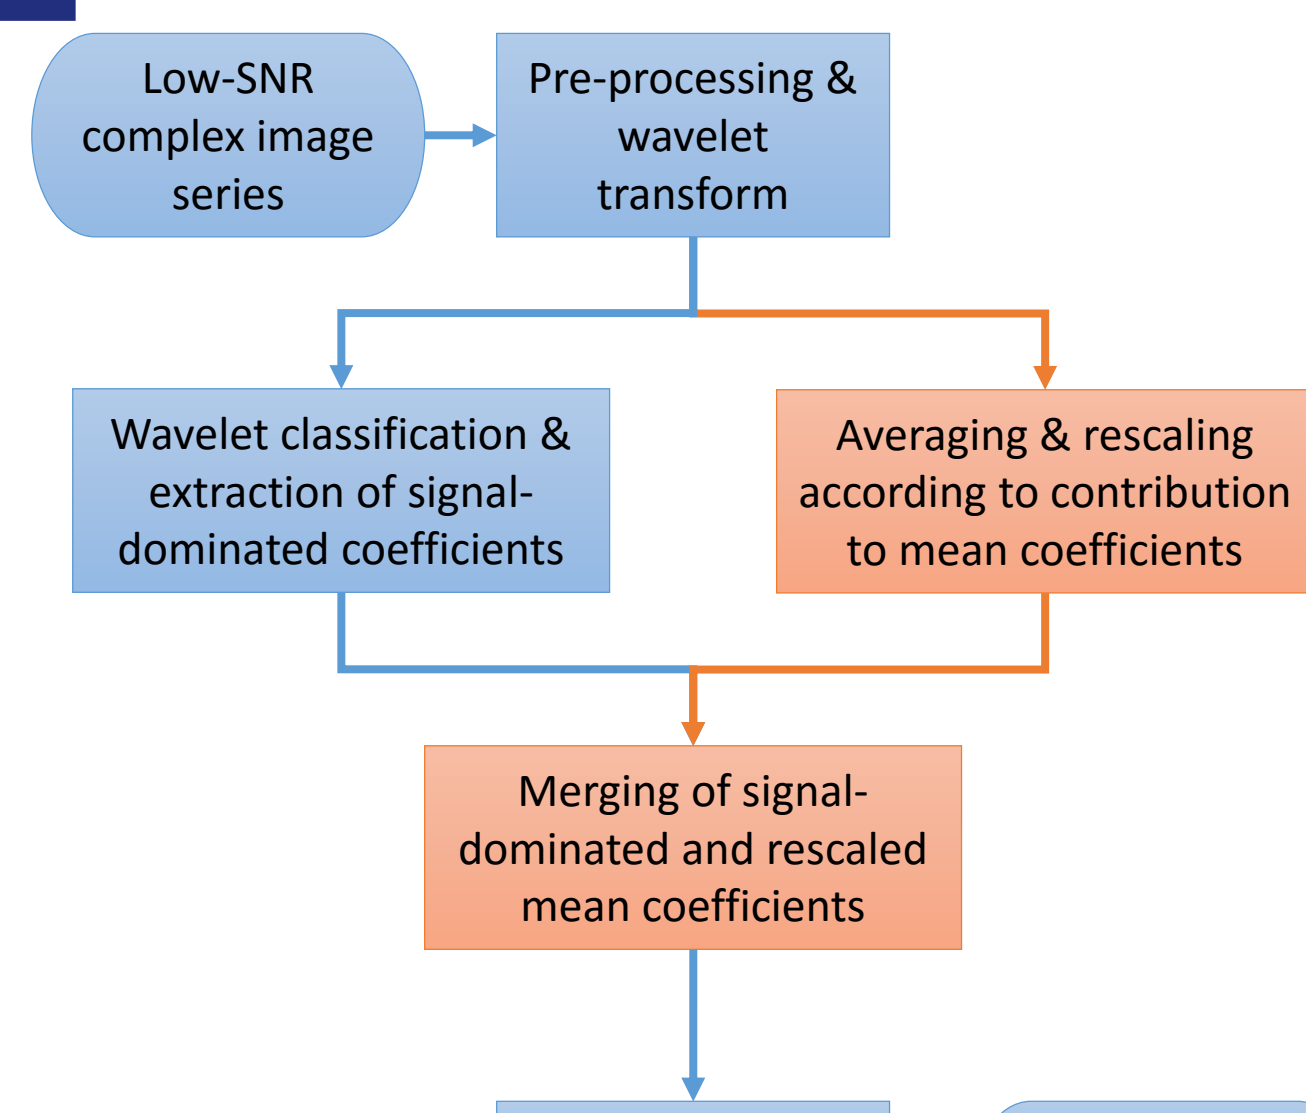 Low-SNR
complex image
series
Pre-processing &
wavelet
transform
Wavelet classification &
extraction of signal-
dominated coefficients
Averaging & rescaling
according to contribution
to mean coefficients
Merging of signal-
dominated and rescaled
mean coefficients